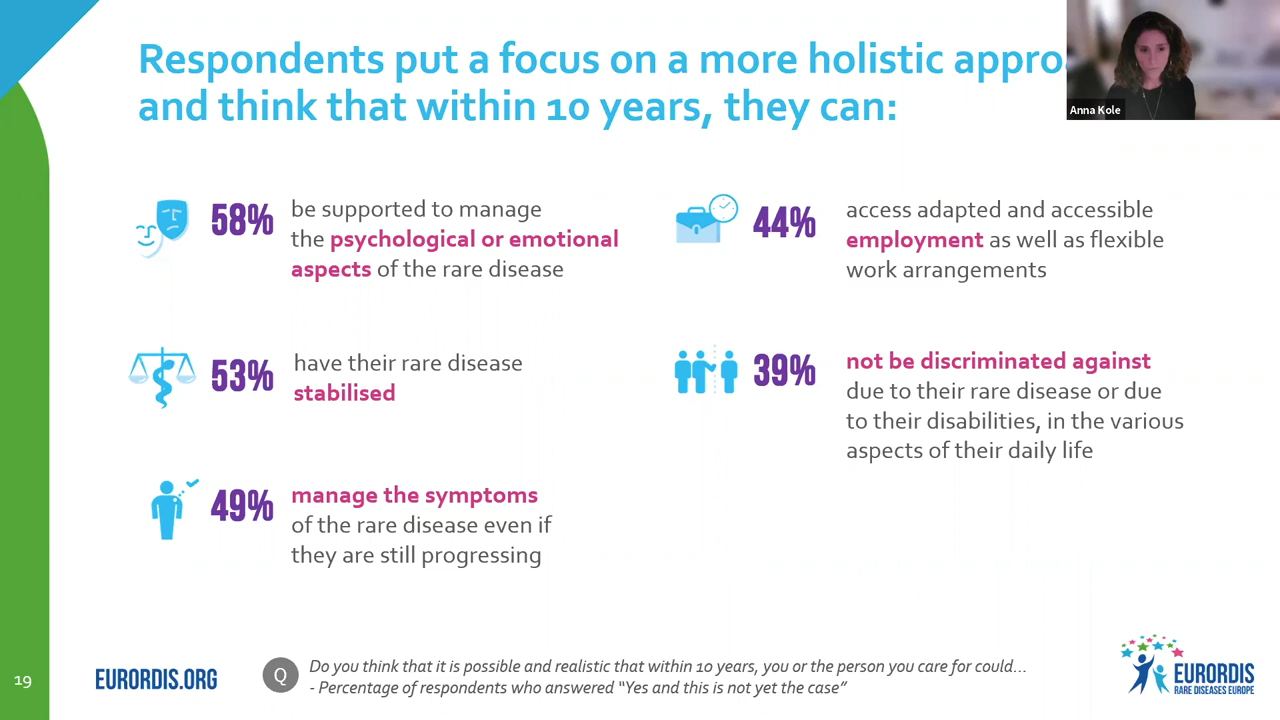 Respondents put a focus on a more holistic appro
and think that within 10 years, they can:
Anna Kole
58%
be supported to manage
the psychological or emotional
aspects of the rare disease
53%
have their rare disease
stabilised
49%
manage the symptoms
of the rare disease even if
they are still progressing
44%
access adapted and accessible
employment as well as flexible
work arrangements
39%
not be discriminated against
due to their rare disease or due
to their disabilities, in the various
aspects of their daily life
19
EURORDIS.ORG
Q
Do you think that it is possible and realistic that within 10 years, you or the person you care for could...
- Percentage of respondents who answered “Yes and this is not yet the case”
EURORDIS
RARE DISEASES EUROPE